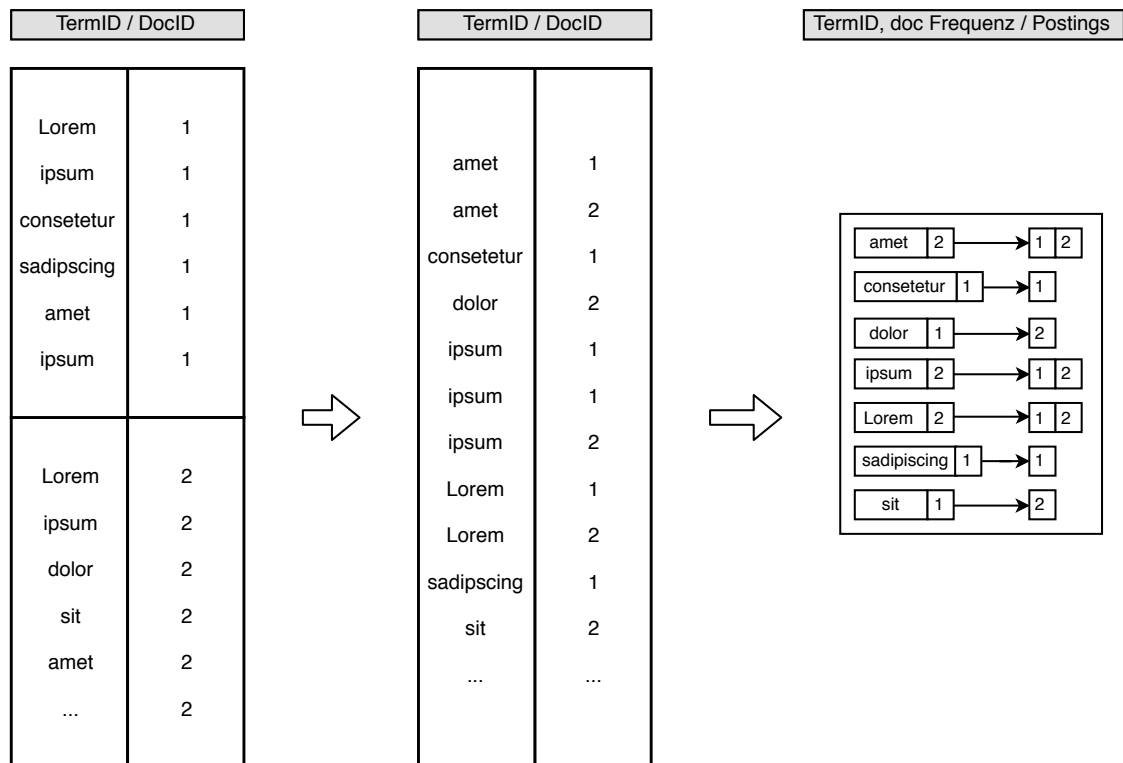 TermID / DocID
Lorem 1
ipsum 1
consetetur 1
sadipscing 1
amet 1
ipsum 1
Lorem 2
ipsum 2
dolor 2
sit 2
amet 2
... 2
TermID / DocID
amet 1
amet 2
consetetur 1
dolor 2
ipsum 1
ipsum 1
ipsum 2
Lorem 1
Lorem 2
sadipscing 1
sit 2
... ...
TermID, doc Frequenz / Postings
amet 2 1 2
consetetur 1 1
dolor 1 2
ipsum 2 1 2
Lorem 2 1 2
sadipiscing 1 1
sit 1 2